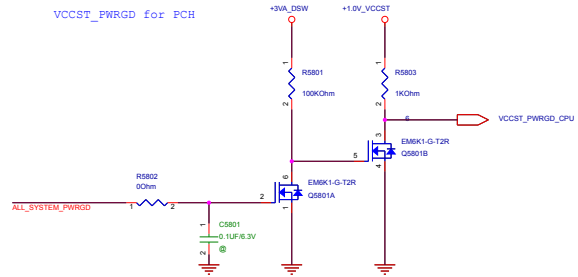 VCCST_PWRGD for PCH
+3VA_DSW
+1.0V_VCCST
1
R5801
100KOhm
2
1
R5803
1KOhm
2
6
VCCST_PWRGD_CPU
3
EM6K1-G-T2R
Q5801B
5
4
R5802
0Ohm
6
EM6K1-G-T2R
Q5801A
2
1
ALL_SYSTEM_PWRGD
1
2
1
C5801
0.1UF/6.3V
@
2